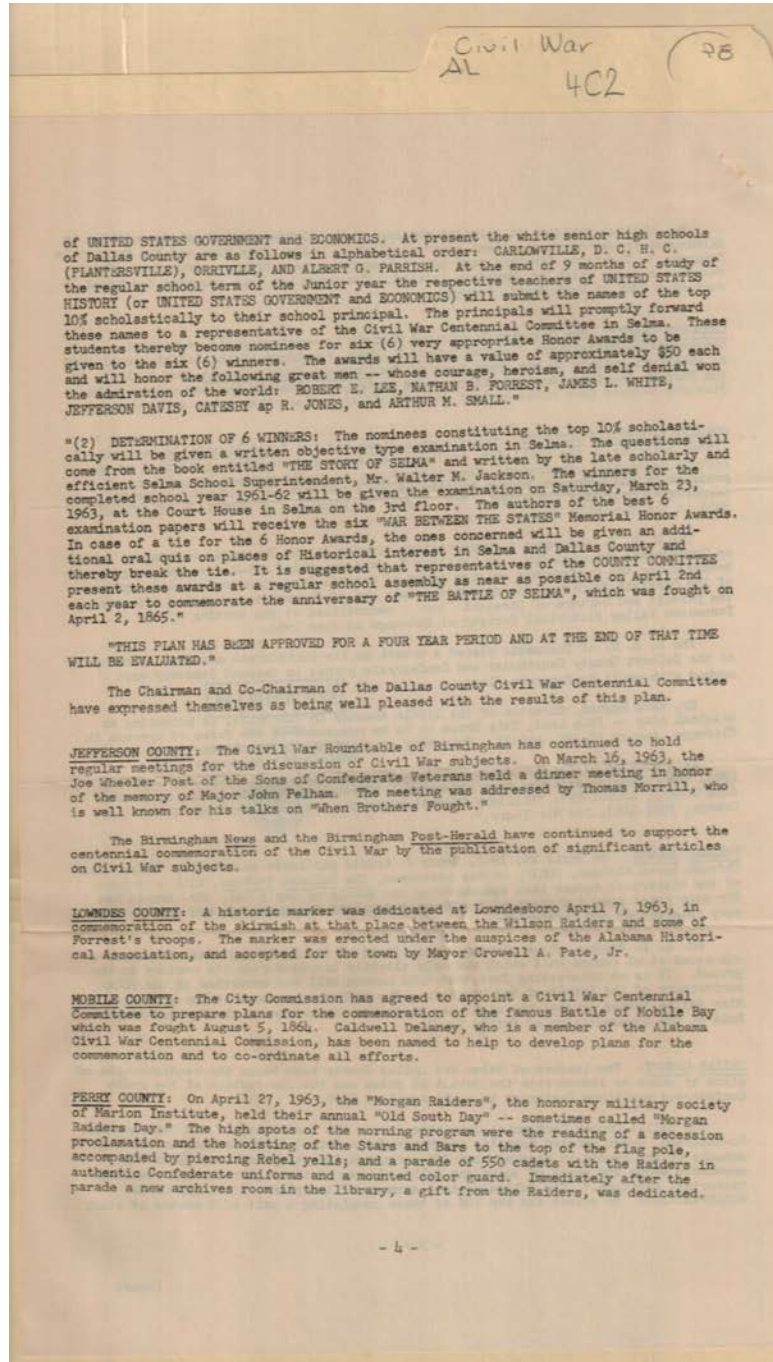 Civil War
AL
4C2
of UNITED STATES GOVERNMENT and ECONOMICS. At present the white senior high schools
of Dallas County are as follows in alphabetical order: CARLOWVILLE, D. C. H. C.
(PLANTERSVILLE), ORRIVLLE, AND ALBERT G. PARRISH. At the end of 9 months of study of
the regular school term of the Junior year the respective teachers of UNITED STATES
HISTORY (or UNITED STATES GOVERNMENT and ECONOMICS) will submit the names of the top
10% scholastically to their school principal. The principals will promptly forward
these names to a representative of the Civil War Centennial Committee in Selma. These
students thereby become nominees for six (6) very appropriate Honor Awards to be
given to the six (6) winners. The awards will have a value of approximately $50 each
and will honor the following great men -- whose courage, heroism, and self denial won
the admiration of the world: ROBERT E. LEE, NATHAN B. FORREST, JAMES L. WHITE,
JEFFERSON DAVIS, CATESBY ap R. JONES, and ARTHUR M. SMALL."
"(2) DETERMINATION OF 6 WINNERS: The nominees constituting the top 10% scholasti-
cally will be given a written objective type examination in Selma. The questions will
come from the book entitled "THE STORY OF SELMA" and written by the late scholarly and
efficient Selma School Superintendent, Mr. Walter M. Jackson. The winners for the
completed school year 1961-62 will be given the examination on Saturday, March 23,
1963, at the Court House in Selma on the 3rd floor. The authors of the best 6
examination papers will receive the six "WAR BETWEEN THE STATES" Memorial Honor Awards.
In case of a tie for the 6 Honor Awards, the ones concerned will be given an addi-
tional oral quiz on places of Historical interest in Selma and Dallas County and
thereby break the tie. It is suggested that representatives of the COUNTY COMMITTEE
present these awards at a regular school assembly as near as possible on April 2nd
each year to commemorate the anniversary of "THE BATTLE OF SELMA", which was fought on
April 2, 1865."
"THIS PLAN HAS BEEN APPROVED FOR A FOUR YEAR PERIOD AND AT THE END OF THAT TIME
WILL BE EVALUATED."
The Chairman and Co-Chairman of the Dallas County Civil War Centennial Committee
have expressed themselves as being well pleased with the results of this plan.
JEFFERSON COUNTY: The Civil War Roundtable of Birmingham has continued to hold
regular meetings for the discussion of Civil War subjects. On March 16, 1963, the
Joe Wheeler Post of the Sons of Confederate Veterans held a dinner meeting in honor
of the memory of Major John Pelham. The meeting was addressed by Thomas Morrill, who
is well known for his talks on "When Brothers Fought."
The Birmingham News and the Birmingham Post-Herald have continued to support the
centennial commemoration of the Civil War by the publication of significant articles
on Civil War subjects.
LOWNDES COUNTY: A historic marker was dedicated at Lowndesboro April 7, 1963, in
commemoration of the skirmish at that place between the Wilson Raiders and some of
Forrest's troops. The marker was erected under the auspices of the Alabama Histori-
cal Association, and accepted for the town by Mayor Crowell A. Pate, Jr.
MOBILE COUNTY: The City Commission has agreed to appoint a Civil War Centennial
Committee to prepare plans for the commemoration of the famous Battle of Mobile Bay
which was fought August 5, 1864. Caldwell Delaney, who is a member of the Alabama
Civil War Centennial Commission, has been named to help to develop plans for the
commemoration and to co-ordinate all efforts.
PERRY COUNTY: On April 27, 1963, the "Morgan Raiders", the honorary military society
of Marion Institute, held their annual "Old South Day" -- sometimes called "Morgan
Raiders Day." The high spots of the morning program were the reading of a secession
proclamation and the hoisting of the Stars and Bars to the top of the flag pole,
accompanied by piercing Rebel yells; and a parade of 550 cadets with the Raiders in
authentic Confederate uniforms and a mounted color guard. Immediately after the
parade a new archives room in the library, a gift from the Raiders, was dedicated.
- 4 -